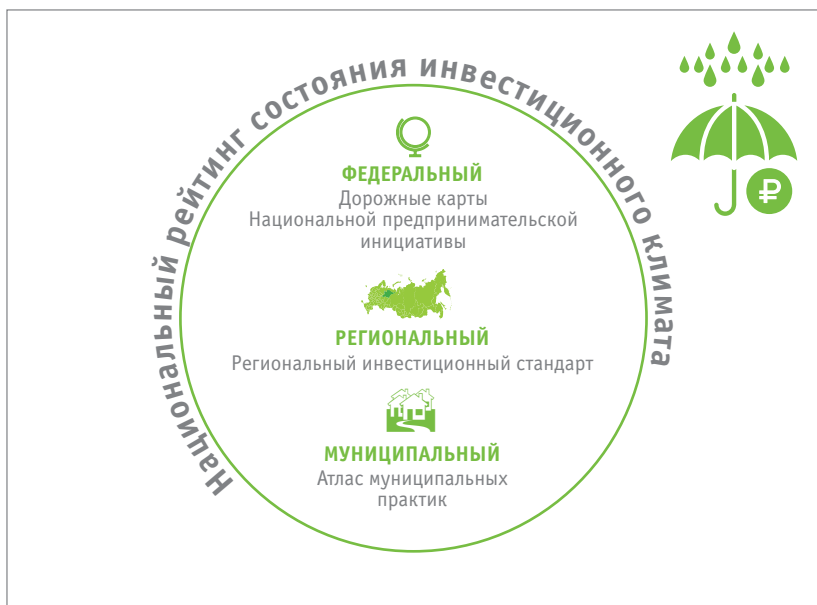 Национальный рейтинг состояния инвестиционного климата
ФЕДЕРАЛЬНЫЙ
Дорожные карты
Национальной предпринимательской
инициативы
РЕГИОНАЛЬНЫЙ
Региональный инвестиционный стандарт
МУНИЦИПАЛЬНЫЙ
Атлас муниципальных
практик
₽